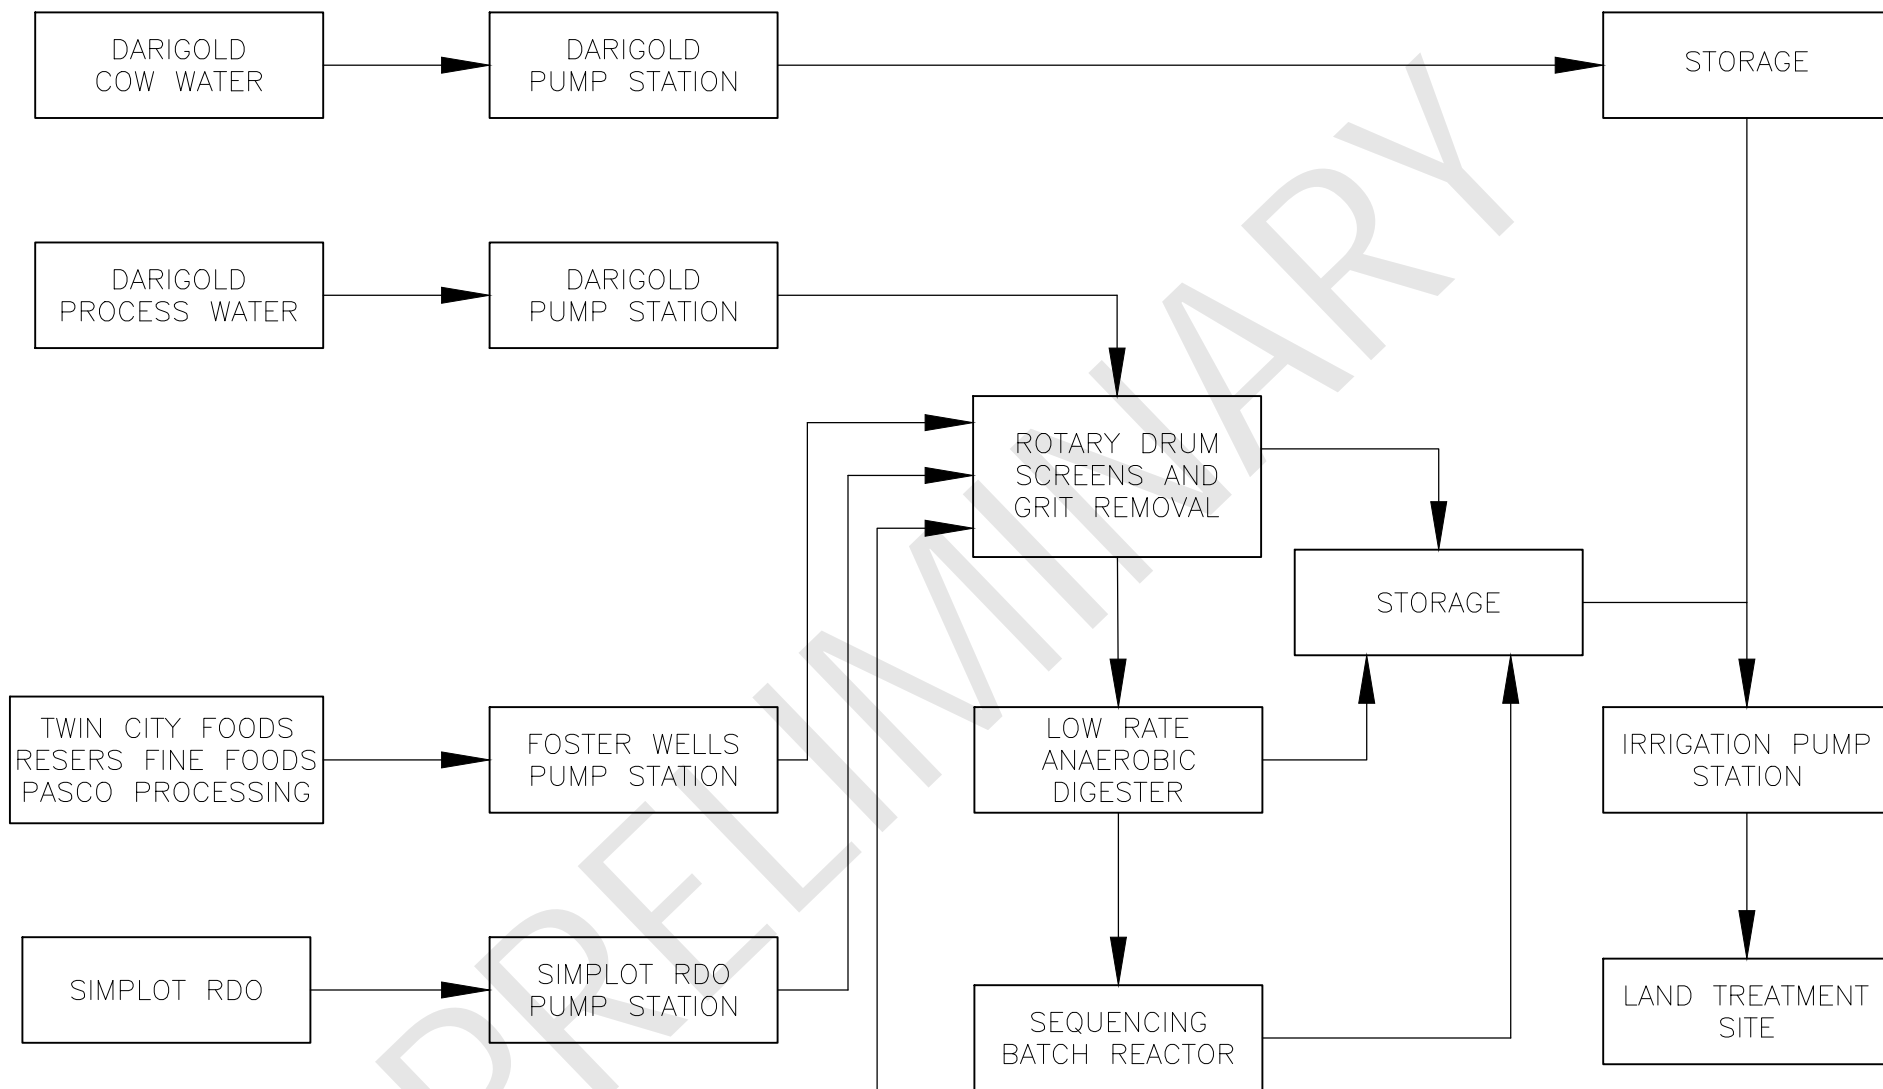 DARIGOLD
COW WATER
DARIGOLD
PUMP STATION
STORAGE
DARIGOLD
PROCESS WATER
DARIGOLD
PUMP STATION
ROTARY DRUM
SCREENS AND
GRIT REMOVAL
STORAGE
TWIN CITY FOODS
RESERS FINE FOODS
PASCO PROCESSING
FOSTER WELLS
PUMP STATION
LOW RATE
ANAEROBIC
DIGESTER
IRRIGATION PUMP
STATION
SIMPLOT RDO
SIMPLOT RDO
PUMP STATION
SEQUENCING
BATCH REACTOR
LAND TREATMENT
SITE
PRELIMINARY